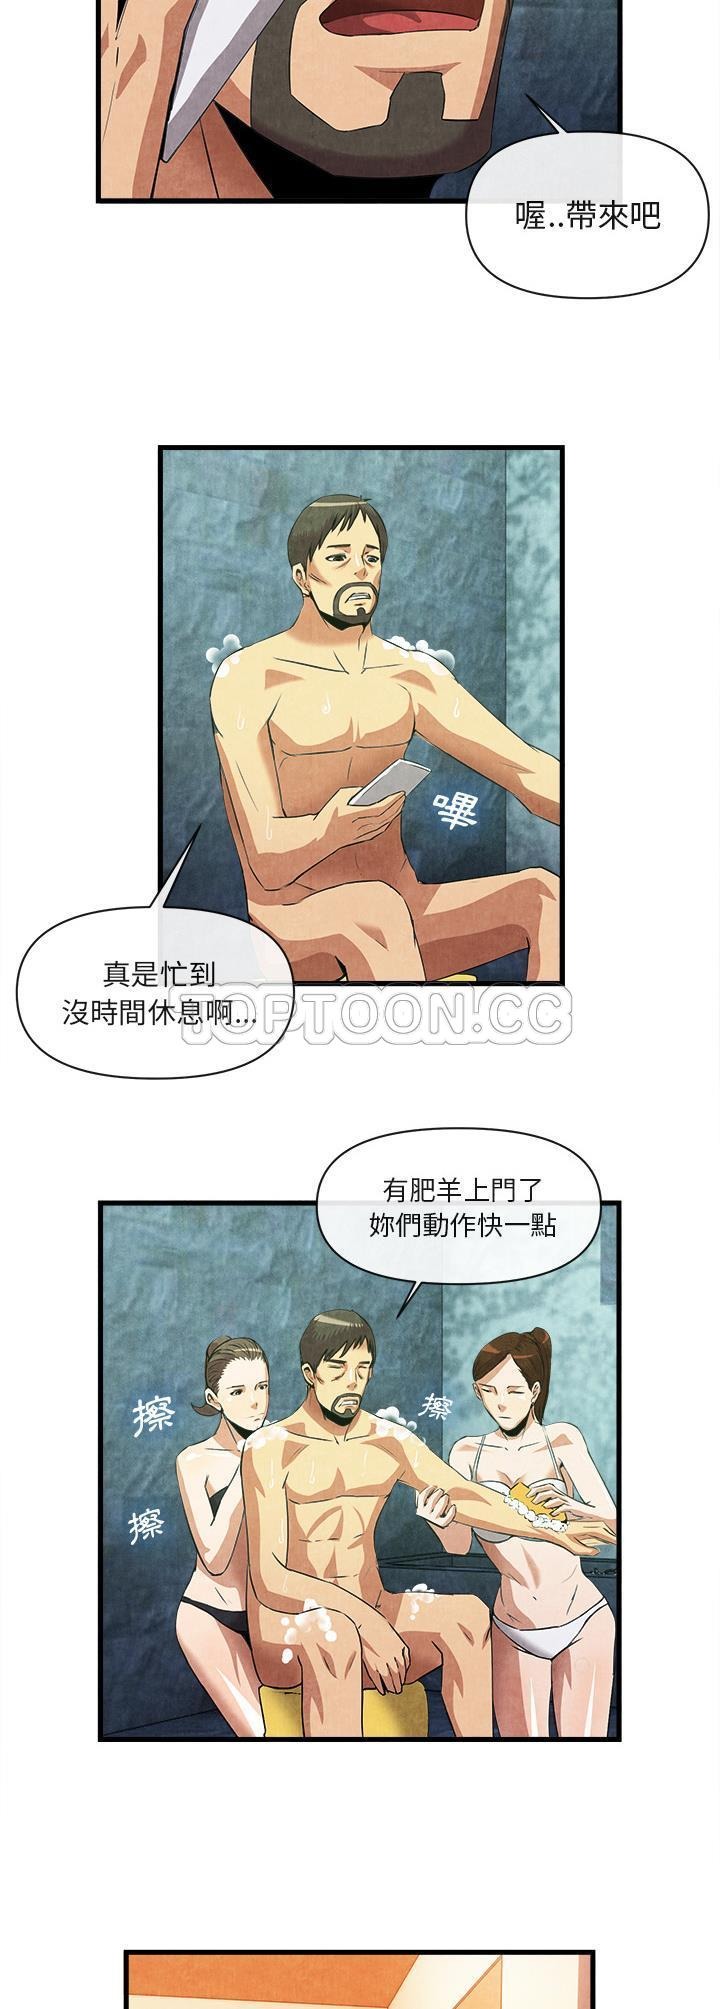 喔..帶來吧
嗶
真是忙到
沒時間休息啊...
TOPTOON.CC
有肥羊上門了
妳們動作快一點
擦
擦
擦